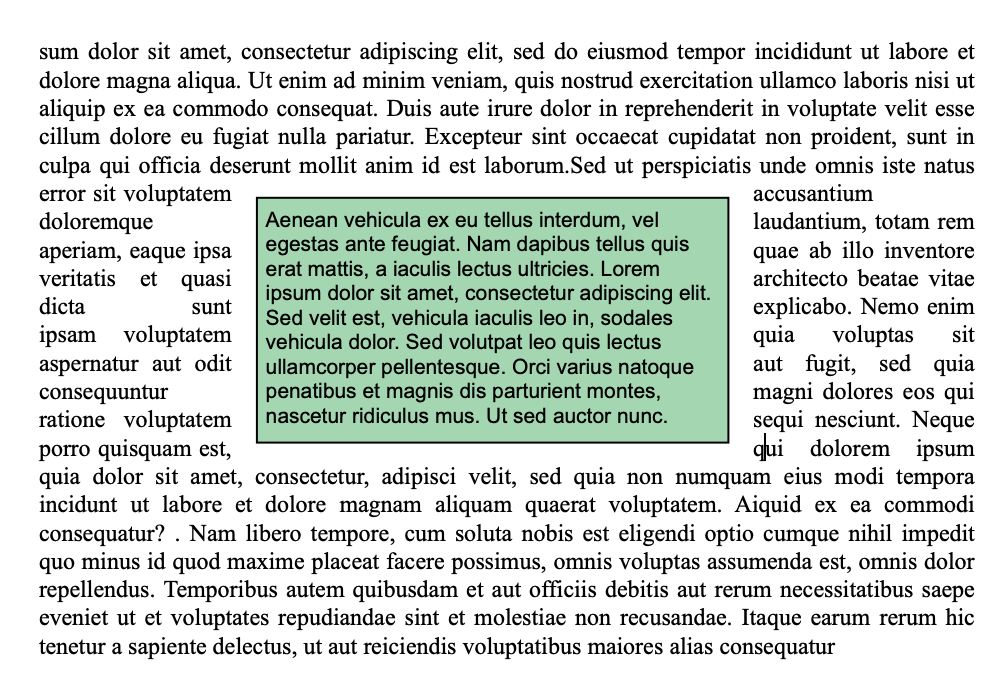 sum dolor sit amet, consectetur adipiscing elit, sed do eiusmod tempor incididunt ut labore et
dolore magna aliqua. Ut enim ad minim veniam, quis nostrud exercitation ullamco laboris nisi ut
aliquip ex ea commodo consequat. Duis aute irure dolor in reprehenderit in voluptate velit esse
cillum dolore eu fugiat nulla pariatur. Excepteur sint occaecat cupidatat non proident, sunt in
culpa qui officia deserunt mollit anim id est laborum.Sed ut perspiciatis unde omnis iste natus
error sit voluptatem accusantium
doloremque laudantium, totam rem
aperiam, eaque ipsa quae ab illo inventore
veritatis et quasi architecto beatae vitae
dicta sunt explicabo. Nemo enim
ipsam voluptatem quia voluptas sit
aspernatur aut odit aut fugit, sed quia
consequuntur magni dolores eos qui
ratione voluptatem sequi nesciunt. Neque
porro quisquam est, qui dolorem ipsum
Aenean vehicula ex eu tellus interdum, vel
egestas ante feugiat. Nam dapibus tellus quis
erat mattis, a iaculis lectus ultricies. Lorem
ipsum dolor sit amet, consectetur adipiscing elit.
Sed velit est, vehicula iaculis leo in, sodales
vehicula dolor. Sed volutpat leo quis lectus
ullamcorper pellentesque. Orci varius natoque
penatibus et magnis dis parturient montes,
nascetur ridiculus mus. Ut sed auctor nunc.
quia dolor sit amet, consectetur, adipisci velit, sed quia non numquam eius modi tempora
incidunt ut labore et dolore magnam aliquam quaerat voluptatem. Aiquid ex ea commodi
consequatur? . Nam libero tempore, cum soluta nobis est eligendi optio cumque nihil impedit
quo minus id quod maxime placeat facere possimus, omnis voluptas assumenda est, omnis dolor
repellendus. Temporibus autem quibusdam et aut officiis debitis aut rerum necessitatibus saepe
eveniet ut et voluptates repudiandae sint et molestiae non recusandae. Itaque earum rerum hic
tenetur a sapiente delectus, ut aut reiciendis voluptatibus maiores alias consequatur